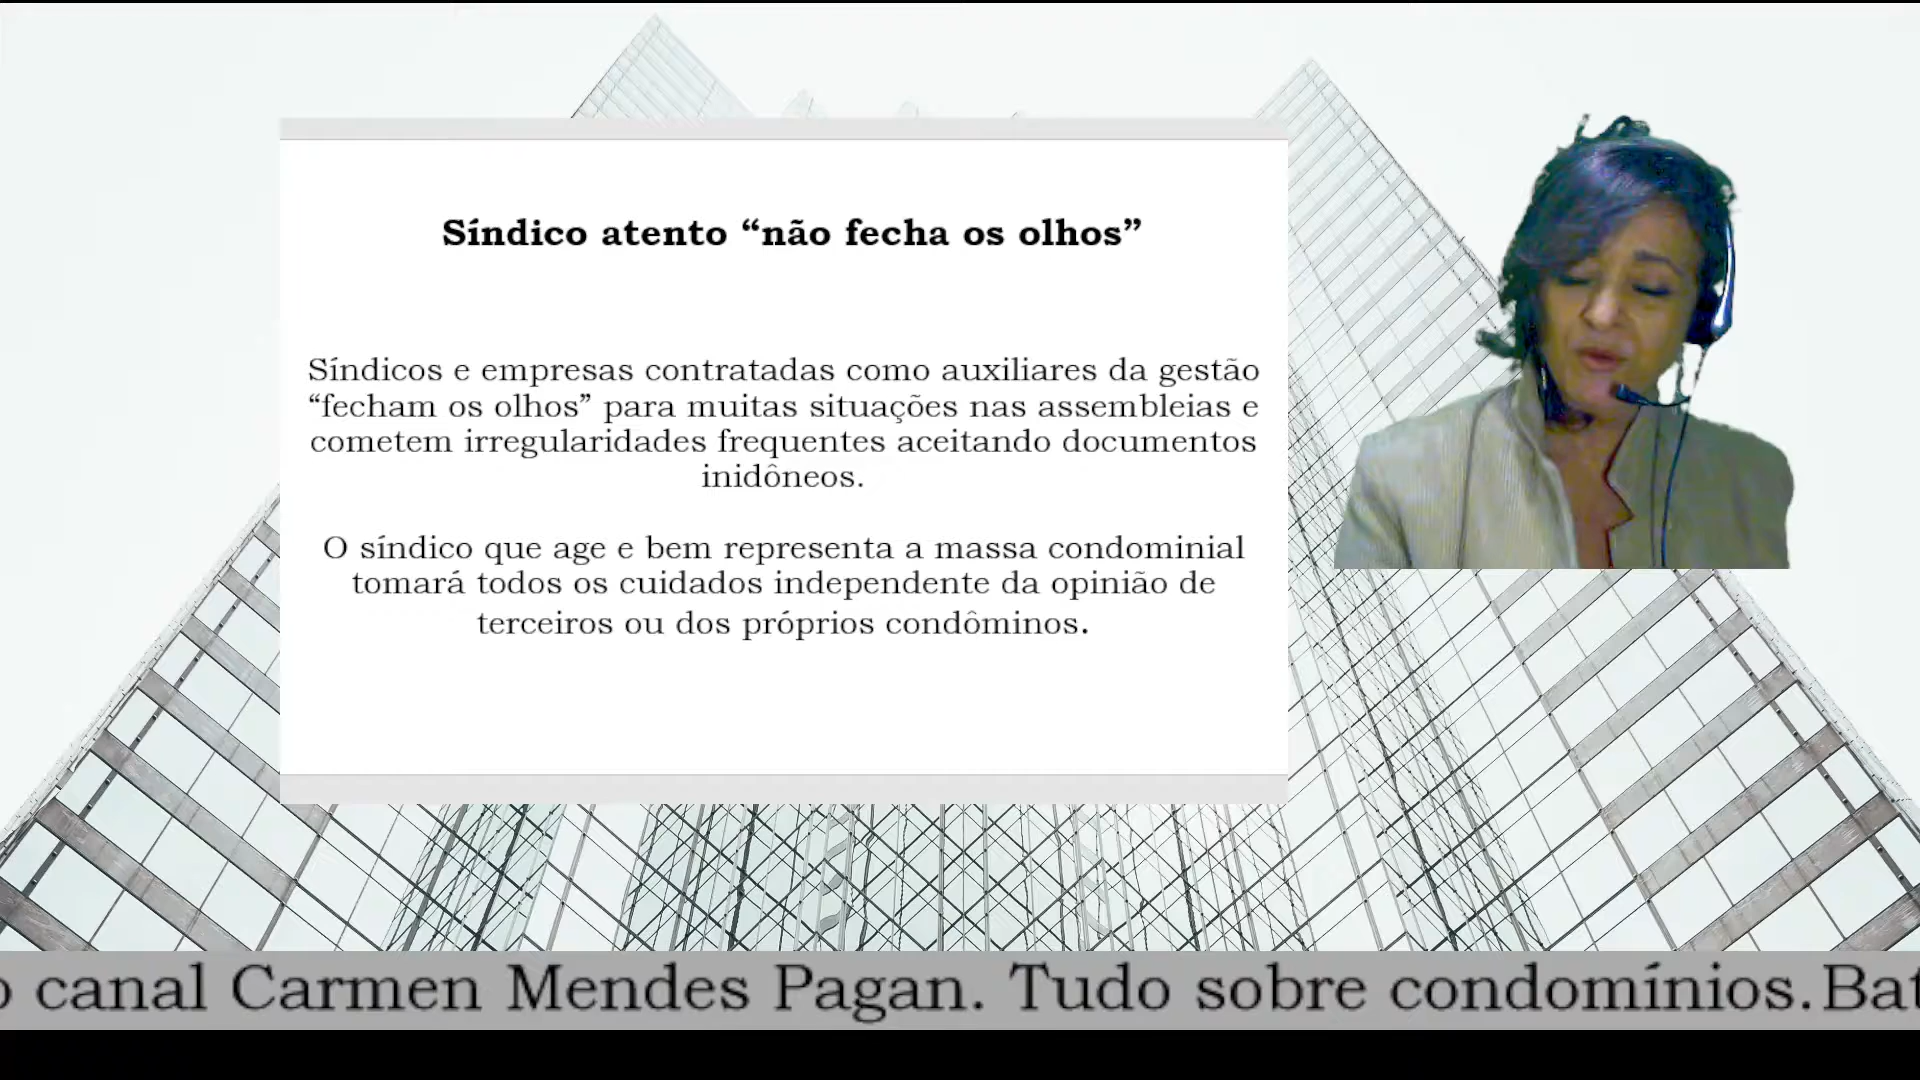 Síndico atento “não fecha os olhos”
Síndicos e empresas contratadas como auxiliares da gestão
“fecham os olhos” para muitas situações nas assembleias e
cometem irregularidades frequentes aceitando documentos
inidôneos.
O síndico que age e bem representa a massa condominial
tomará todos os cuidados independente da opinião de
terceiros ou dos próprios condôminos.
o canal Carmen Mendes Pagan. Tudo sobre condomínios.